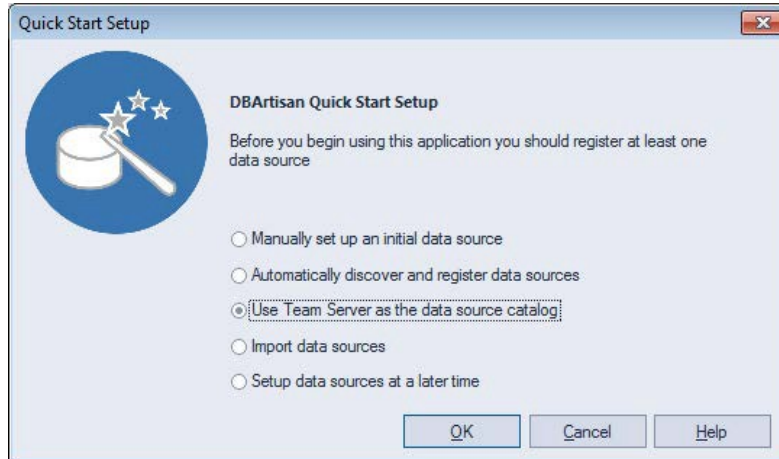 Quick Start Setup
DBArtisan Quick Start Setup
Before you begin using this application you should register at least one
data source
Manually set up an initial data source
Automatically discover and register data sources
Use Team Server as the data source catalog
Import data sources
Setup data sources at a later time
OK Cancel Help